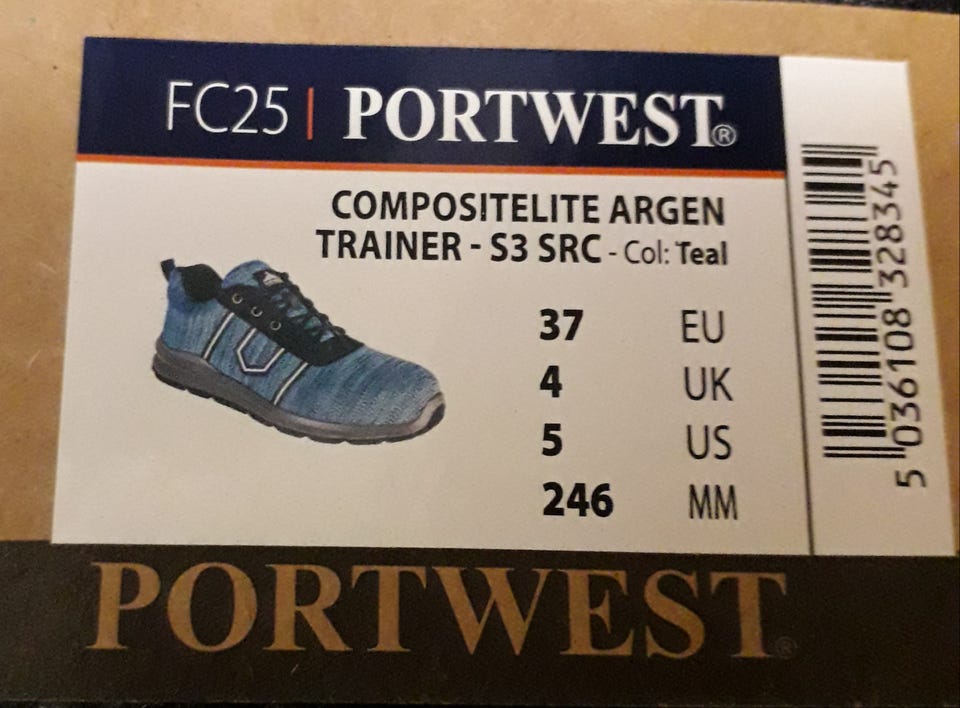 FC25 | PORTWEST®
COMPOSITELITE ARGEN
TRAINER - S3 SRC - Col: Teal
37 EU
4 UK
5 US
246 MM
5 036108 328345
PORTWEST®